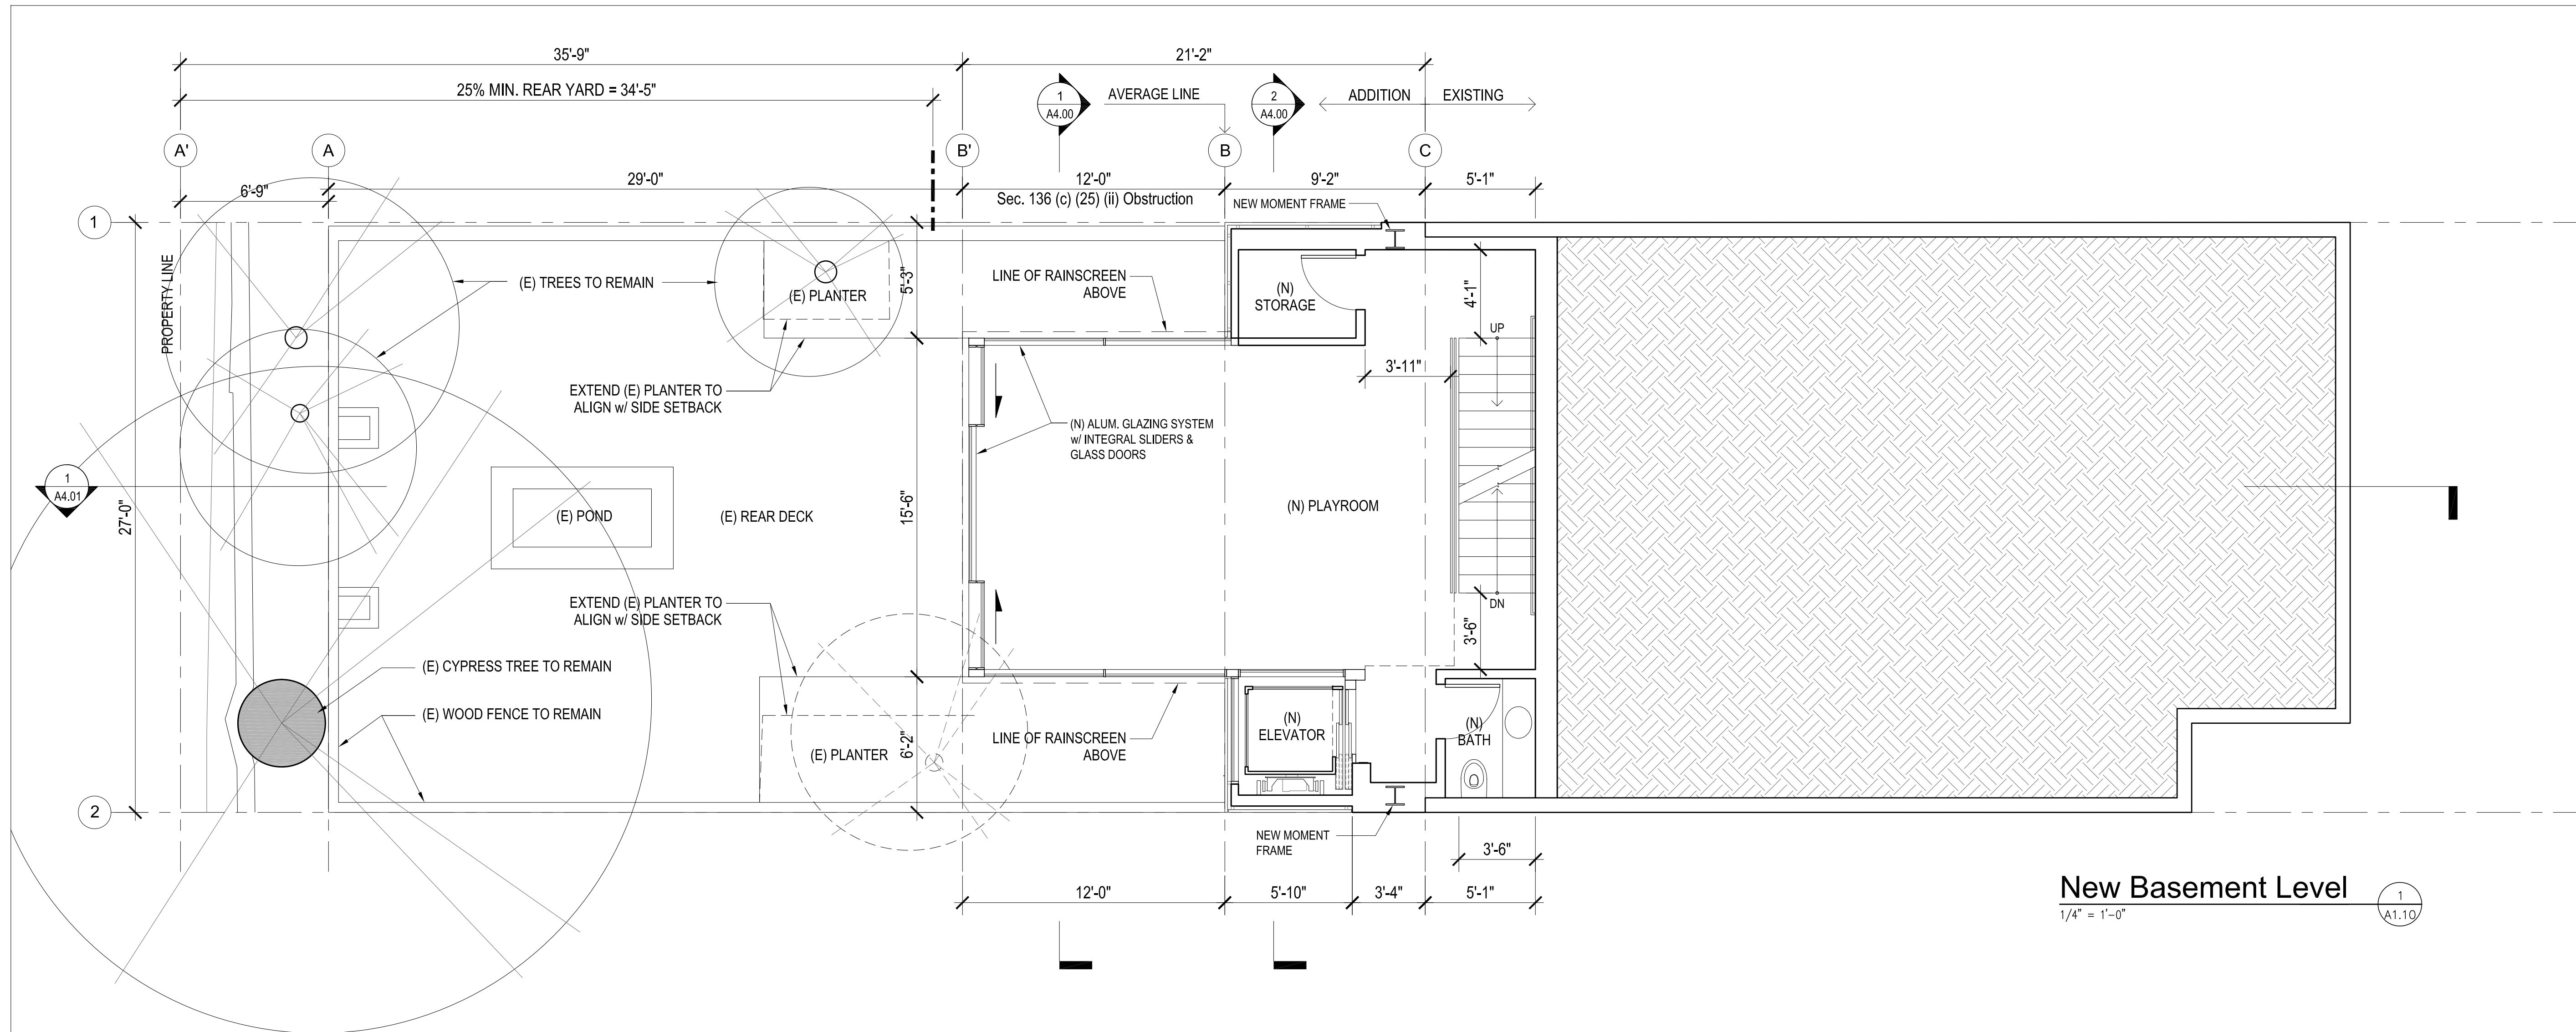 35'-9"
21'-2"
25% MIN. REAR YARD = 34'-5"
1
A4.00
AVERAGE LINE
2
A4.00
ADDITION
EXISTING
A'
A
B'
B
C
6'-9"
29'-0"
12'-0"
9'-2"
5'-1"
Sec. 136 (c) (25) (ii) Obstruction
NEW MOMENT FRAME
1
PROPERTY LINE
(E) TREES TO REMAIN
(E) PLANTER
5'-3"
LINE OF RAINSCREEN
ABOVE
(N)
STORAGE
4'-1"
UP
3'-11"
EXTEND (E) PLANTER TO
ALIGN w/ SIDE SETBACK
(N) ALUM. GLAZING SYSTEM
w/ INTEGRAL SLIDERS &
GLASS DOORS
1
A4.01
27'-0"
(E) POND
(E) REAR DECK
15'-6"
(N) PLAYROOM
EXTEND (E) PLANTER TO
ALIGN w/ SIDE SETBACK
DN
3'-6"
(E) CYPRESS TREE TO REMAIN
(E) WOOD FENCE TO REMAIN
(E) PLANTER
6'-2"
LINE OF RAINSCREEN
ABOVE
(N)
ELEVATOR
(N)
BATH
2
NEW MOMENT
FRAME
3'-6"
12'-0"
5'-10"
3'-4"
5'-1"
New Basement Level
1/4" = 1'-0"
1
A1.10